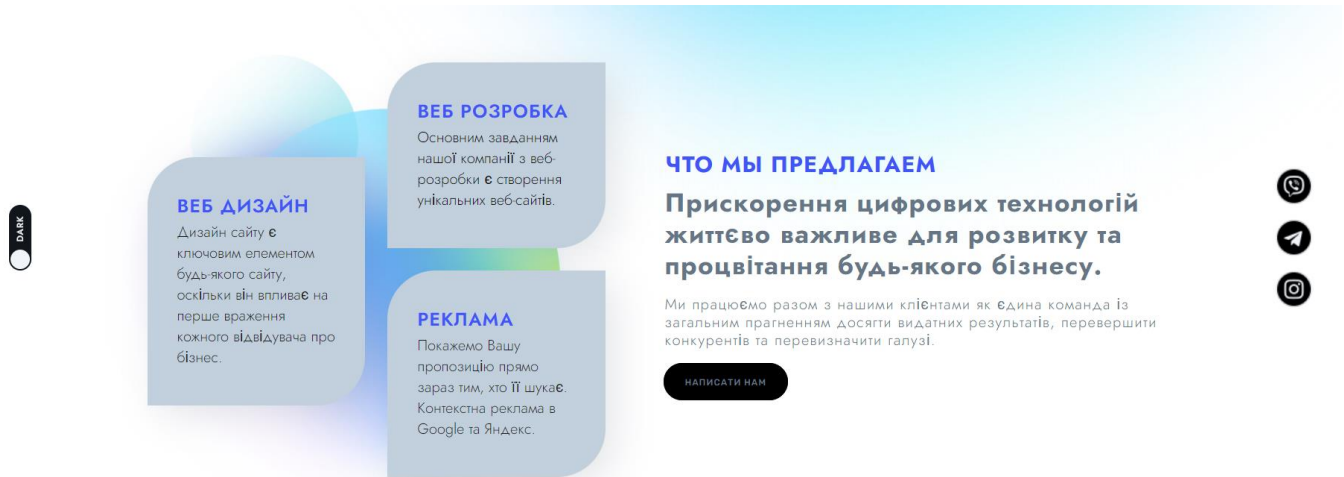 DARK
ВЕБ ДИЗАЙН
Дизайн сайту є
ключовим елементом
будь-якого сайту,
оскільки він впливає на
перше враження
кожного відвідувача про
бізнес.
ВЕБ РОЗРОБКА
Основним завданням
нашої компанії з веб-
розробки є створення
унікальних веб-сайтів.
РЕКЛАМА
Покажемо Вашу
пропозицію прямо
зараз тим, хто її шукає.
Контекстна реклама в
Google та Яндекс.
ЧТО МЫ ПРЕДЛАГАЕМ
Прискорення цифрових технологій
життєво важливе для розвитку та
процвітання будь-якого бізнесу.
Ми працюємо разом з нашими клієнтами як єдина команда із
загальним прагненням досягти видатних результатів, перевершити
конкурентів та перевизначити галузі.
НАПИСАТИ НАМ